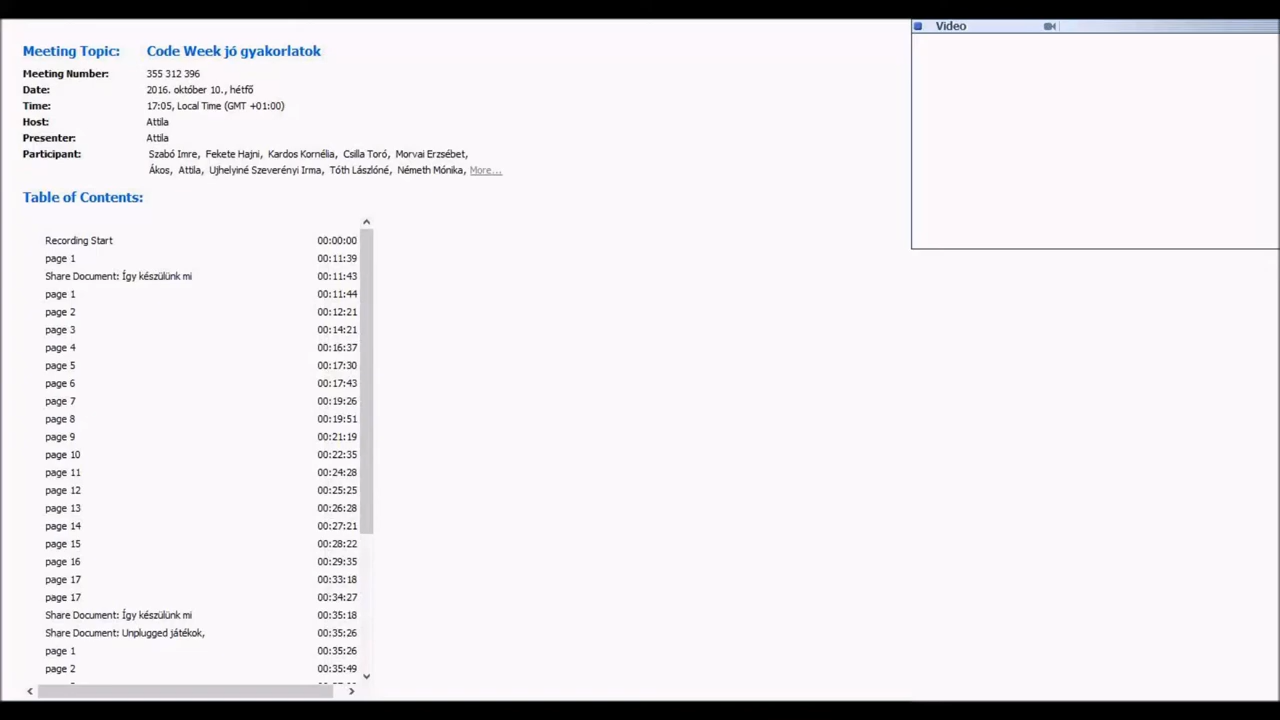 Video
Meeting Topic: Code Week jó gyakorlatok
Meeting Number: 355 312 396
Date: 2016. október 10., hétfő
Time: 17:05, Local Time (GMT +01:00)
Host: Attila
Presenter: Attila
Participant: Szabó Imre, Fekete Hajni, Kardos Kornélia, Csilla Toró, Morvai Erzsébet,
Ákos, Attila, Ujhelyiné Szeverényi Irma, Tóth Lászlóné, Németh Mónika, More...
Table of Contents:
Recording Start 00:00:00
page 1 00:11:39
Share Document: Így készülünk mi 00:11:43
page 1 00:11:44
page 2 00:12:21
page 3 00:14:21
page 4 00:16:37
page 5 00:17:30
page 6 00:17:43
page 7 00:19:26
page 8 00:19:51
page 9 00:21:19
page 10 00:22:35
page 11 00:24:28
page 12 00:25:25
page 13 00:26:28
page 14 00:27:21
page 15 00:28:22
page 16 00:29:35
page 17 00:33:18
page 17 00:34:27
Share Document: Így készülünk mi 00:35:18
Share Document: Unplugged játékok, 00:35:26
page 1 00:35:26
page 2 00:35:49